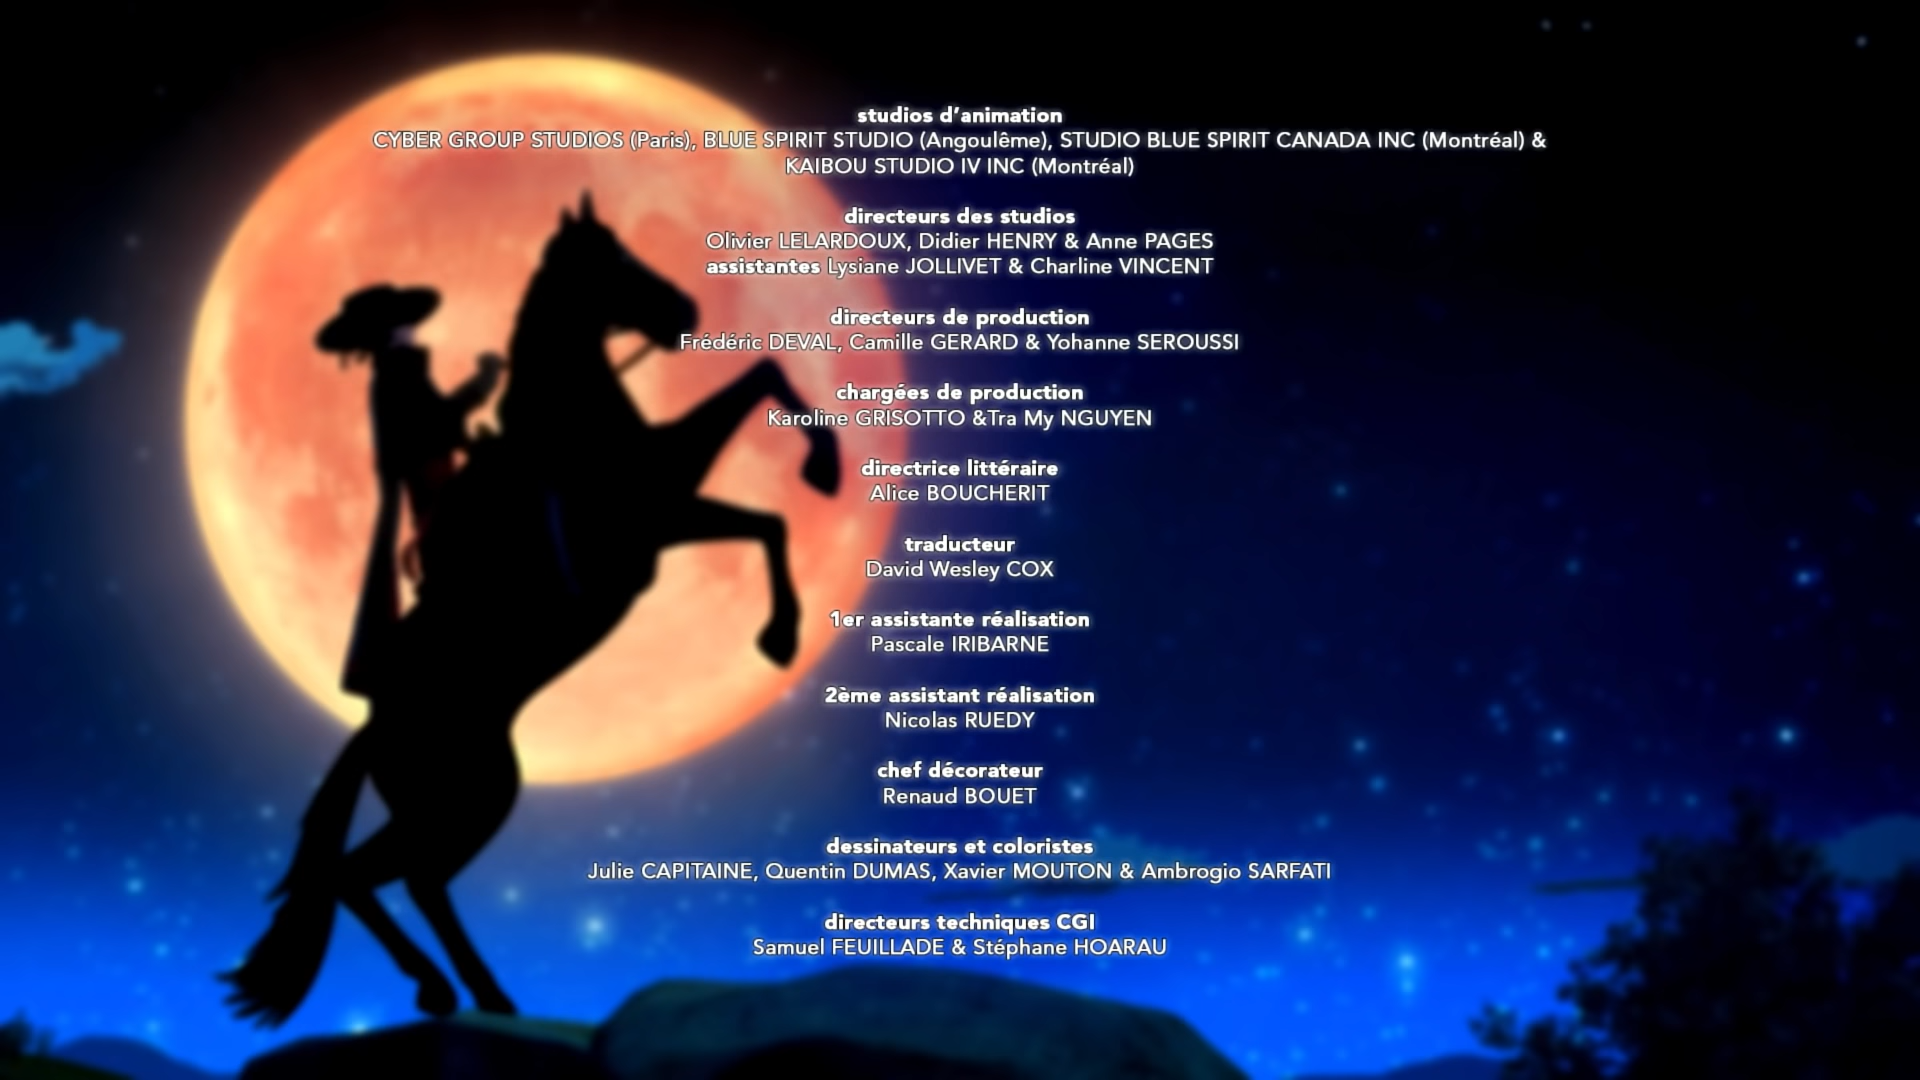 studios d’animation
CYBER GROUP STUDIOS (Paris), BLUE SPIRIT STUDIO (Angoulême), STUDIO BLUE SPIRIT CANADA INC (Montréal) &
KAIBOU STUDIO IV INC (Montréal)
directeurs des studios
Olivier LELARDOUX, Didier HENRY & Anne PAGES
assistantes Lysiane JOLLIVET & Charline VINCENT
directeurs de production
Frédéric DEVAL, Camille GERARD & Yohanne SEROUSSI
chargées de production
Karoline GRISOTTO &Tra My NGUYEN
directrice littéraire
Alice BOUCHERIT
traducteur
David Wesley COX
1er assistante réalisation
Pascale IRIBARNE
2ème assistant réalisation
Nicolas RUEDY
chef décorateur
Renaud BOUET
dessinateurs et coloristes
Julie CAPITAINE, Quentin DUMAS, Xavier MOUTON & Ambrogio SARFATI
directeurs techniques CGI
Samuel FEUILLADE & Stéphane HOARAU